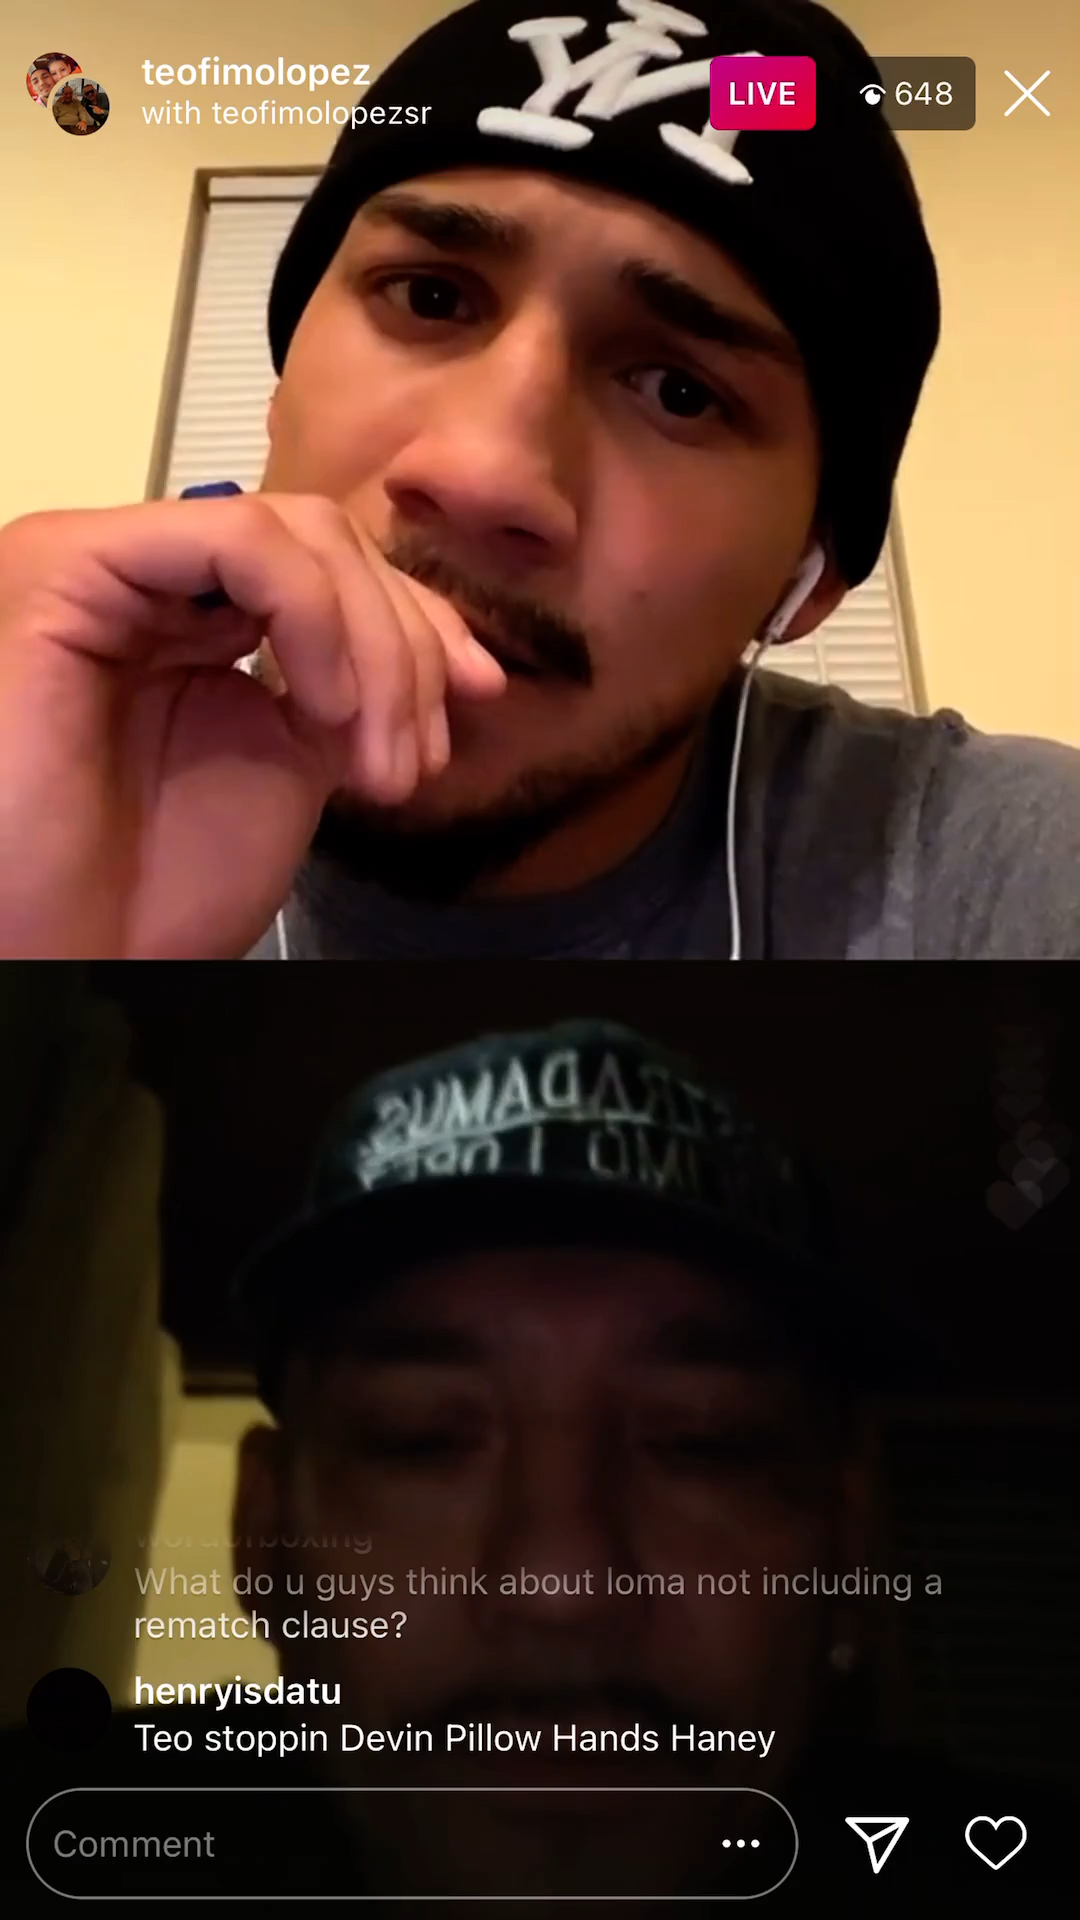 teofimolopez
with teofimolopezsr
LIVE
648
worldofboxing
What do u guys think about loma not including a
rematch clause?
henryisdatu
Teo stoppin Devin Pillow Hands Haney
Comment